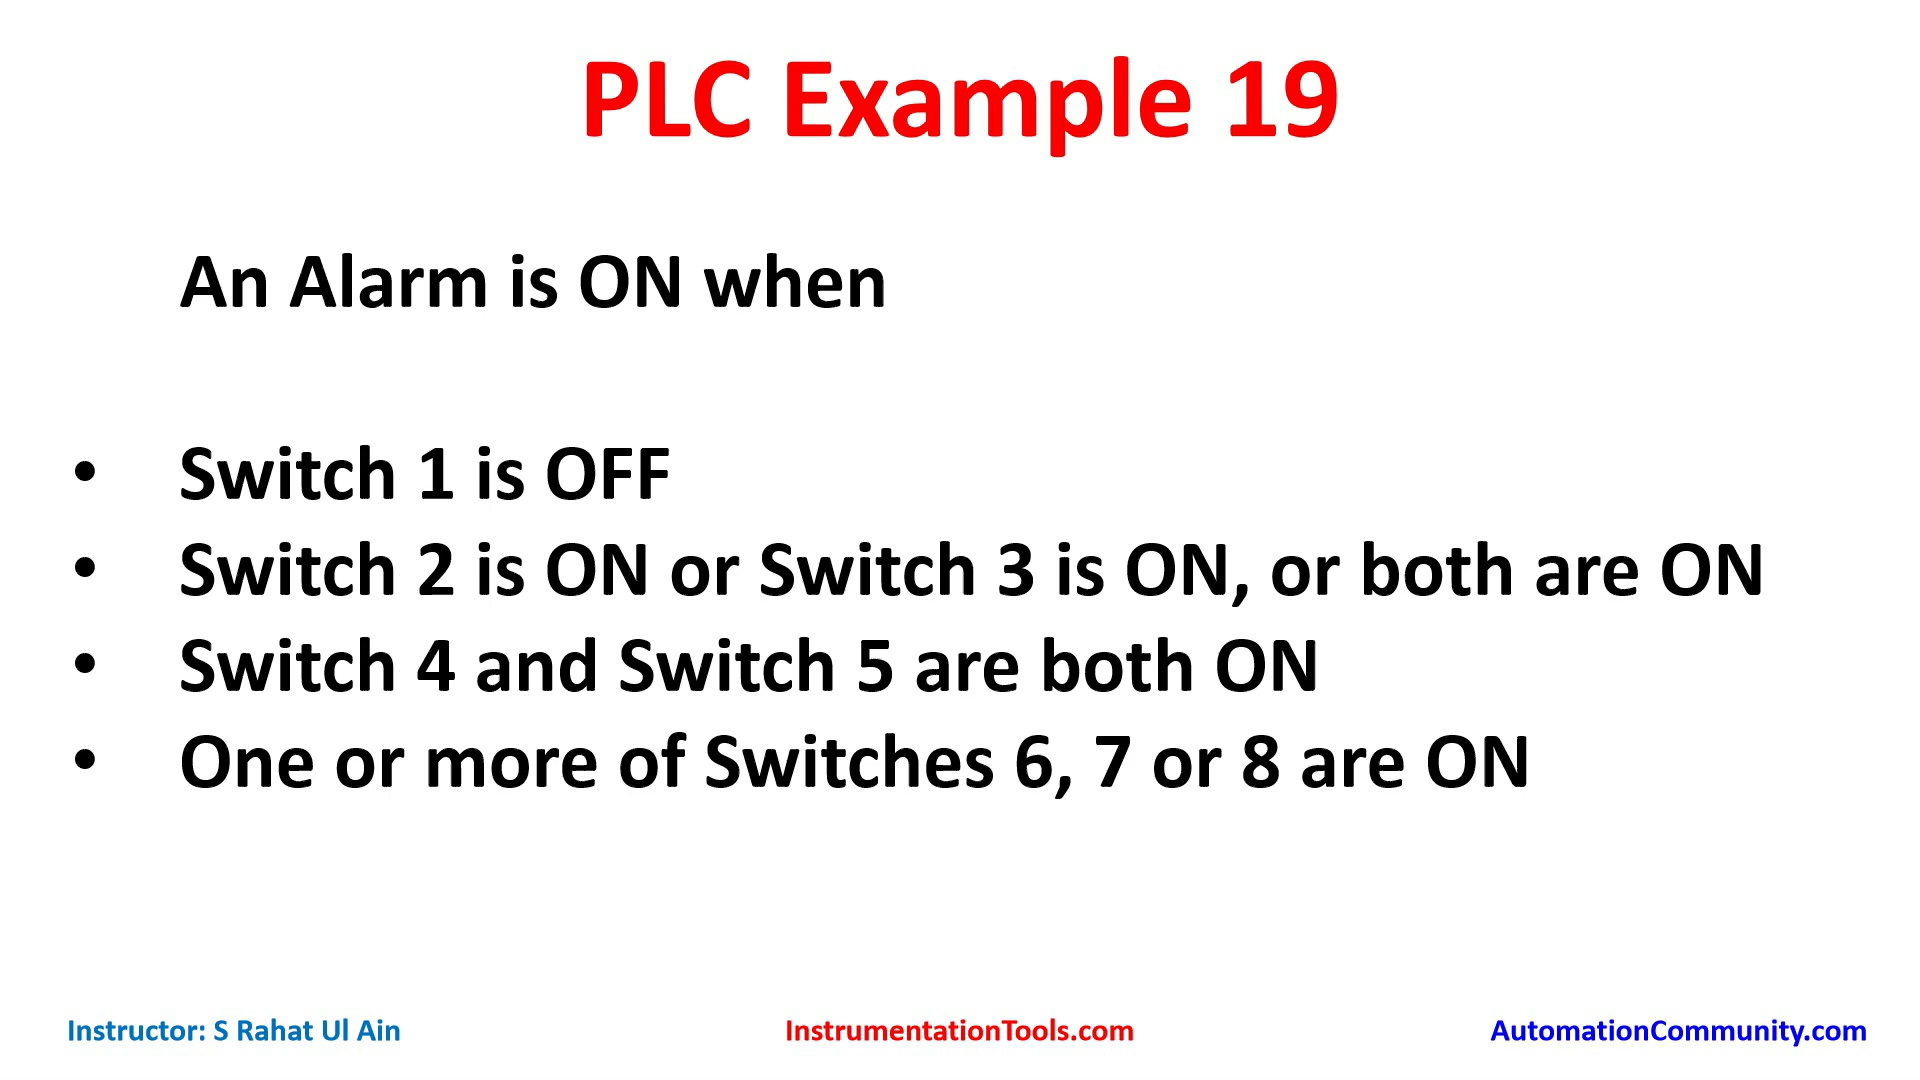 PLC Example 19
An Alarm is ON when
• Switch 1 is OFF
• Switch 2 is ON or Switch 3 is ON, or both are ON
• Switch 4 and Switch 5 are both ON
• One or more of Switches 6, 7 or 8 are ON
Instructor: S Rahat Ul Ain
InstrumentationTools.com
AutomationCommunity.com